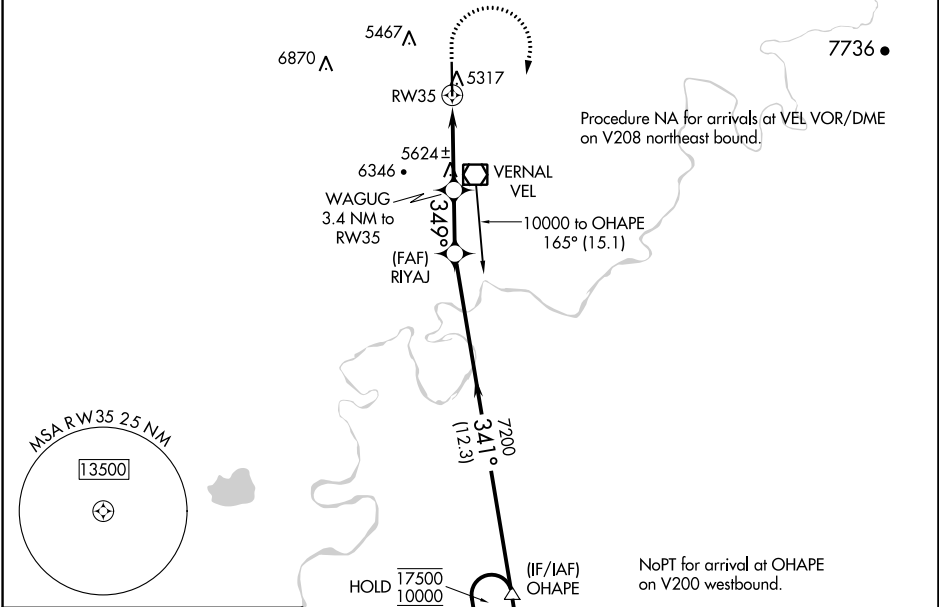 5467
6870
7736
5317
RW35
Procedure NA for arrivals at VEL VOR/DME
on V208 northeast bound.
5624±
6346
VERNAL
VEL
WAGUG
3.4 NM to
RW35
349°
10000 to OHAPE
165° (15.1)
(FAF)
RIYAJ
7200
341°
(12.3)
MSA RW35 25 NM
13500
(IF/IAF)
OHAPE
HOLD
17500
10000
NoPT for arrival at OHAPE
on V200 westbound.